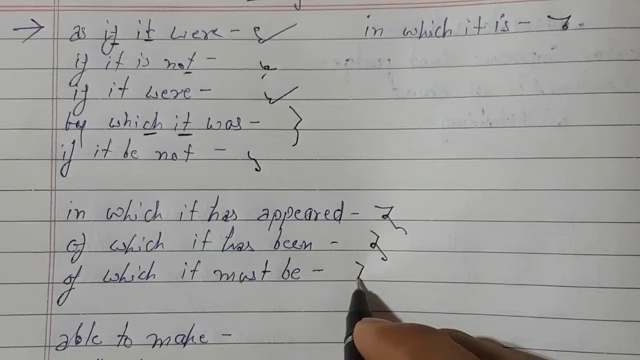 as if it were -
in which it is -
if it is not -
if it were -
by which it was -
if it be not -
in which it has appeared -
of which it has been -
of which it must be -
able to make -